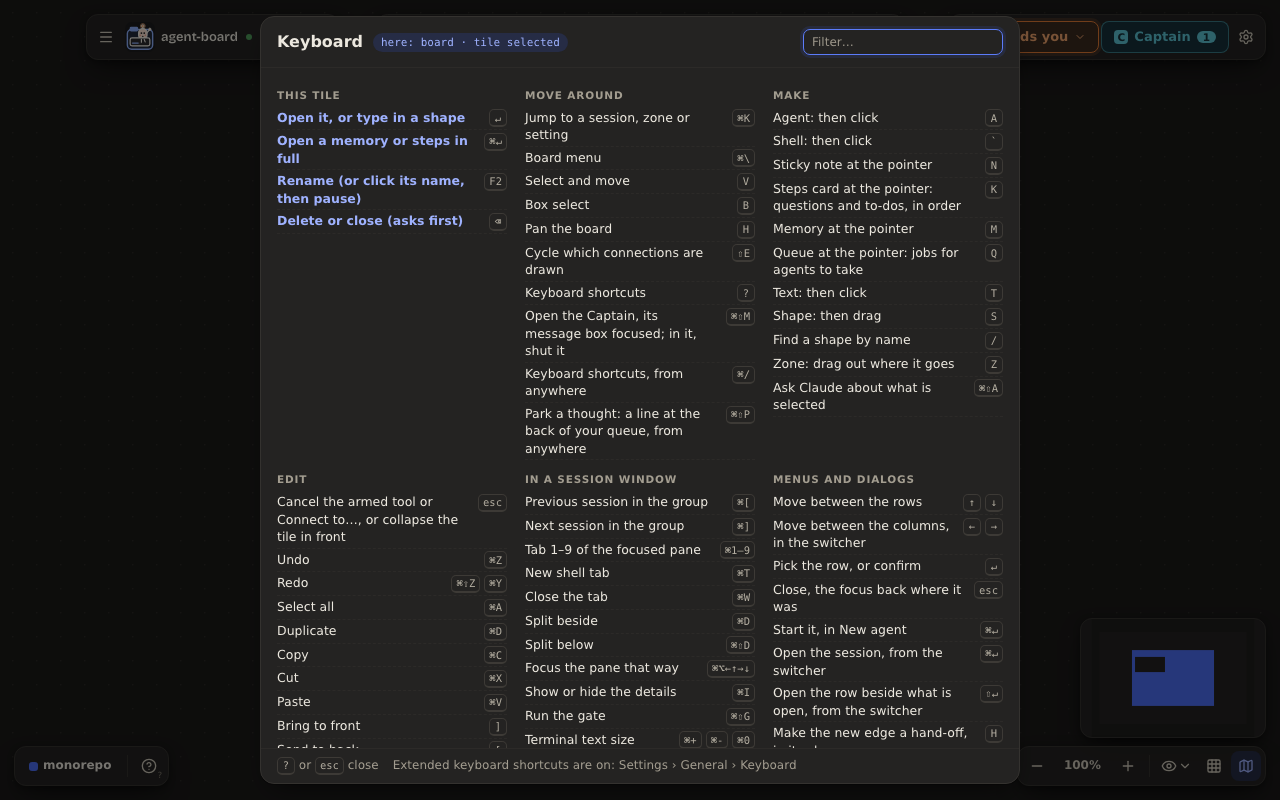 agent-board
Keyboard
here: board · tile selected
Filter…
ds you
Captain
1
THIS TILE
Open it, or type in a shape ↵
Open a memory or steps in ⌘↵
full
Rename (or click its name, F2
then pause)
Delete or close (asks first) ⌫
MOVE AROUND
Jump to a session, zone or ⌘K
setting
Board menu ⌘\
Select and move V
Box select B
Pan the board H
Cycle which connections are ⇧E
drawn
Keyboard shortcuts ?
Open the Captain, its ⌘⇧M
message box focused; in it,
shut it
Keyboard shortcuts, from ⌘/
anywhere
Park a thought: a line at the ⌘⇧P
back of your queue, from
anywhere
MAKE
Agent: then click A
Shell: then click `
Sticky note at the pointer N
Steps card at the pointer: K
questions and to-dos, in order
Memory at the pointer M
Queue at the pointer: jobs for Q
agents to take
Text: then click T
Shape: then drag S
Find a shape by name /
Zone: drag out where it goes Z
Ask Claude about what is ⌘⇧A
selected
EDIT
Cancel the armed tool or esc
Connect to…, or collapse the
tile in front
Undo ⌘Z
Redo ⌘⇧Z ⌘Y
Select all ⌘A
Duplicate ⌘D
Copy ⌘C
Cut ⌘X
Paste ⌘V
Bring to front ]
IN A SESSION WINDOW
Previous session in the group ⌘[
Next session in the group ⌘]
Tab 1–9 of the focused pane ⌘1–9
New shell tab ⌘T
Close the tab ⌘W
Split beside ⌘D
Split below ⌘⇧D
Focus the pane that way ⌘⌥←↑→↓
Show or hide the details ⌘I
Run the gate ⌘⇧G
Terminal text size ⌘+ ⌘- ⌘0
MENUS AND DIALOGS
Move between the rows ↑ ↓
Move between the columns, ← →
in the switcher
Pick the row, or confirm ↵
Close, the focus back where it esc
was
Start it, in New agent ⌘↵
Open the session, from the ⌘↵
switcher
Open the row beside what is ⇧↵
open, from the switcher
Make the new edge a hand-off, H
? or esc close Extended keyboard shortcuts are on: Settings › General › Keyboard
monorepo
?
100%